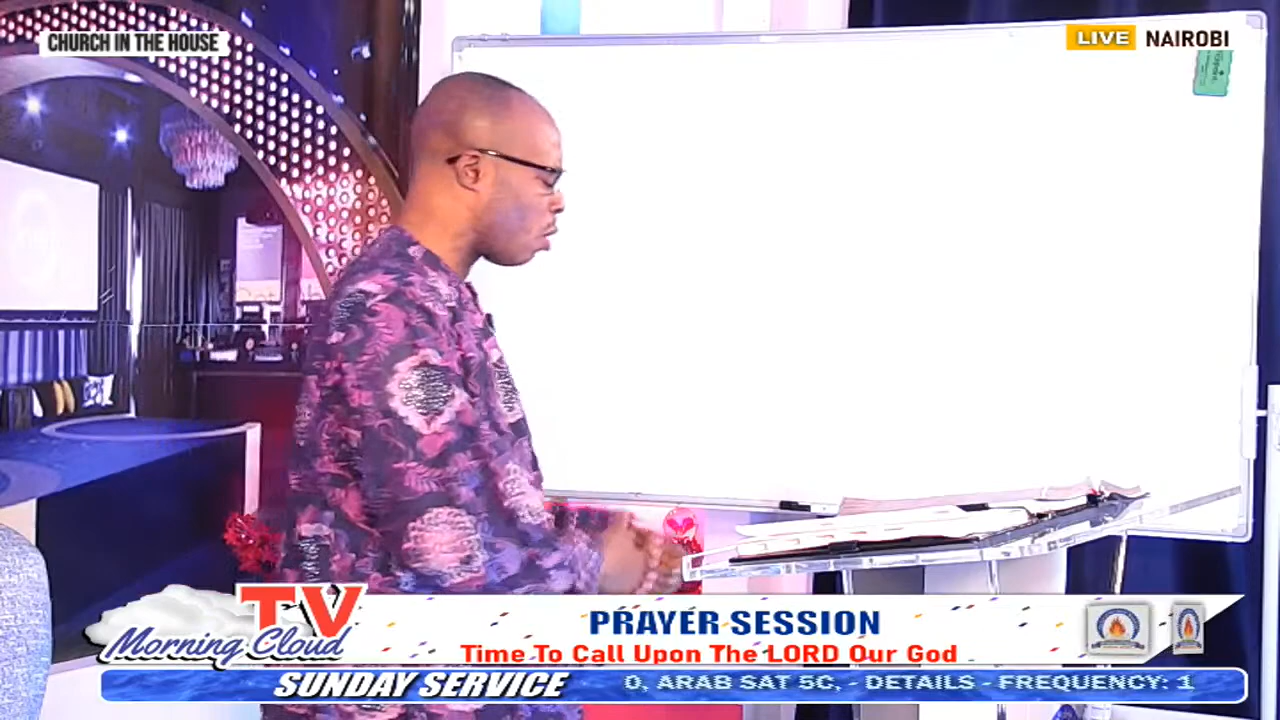 CHURCH IN THE HOUSE
LIVE NAIROBI
TV
Morning Cloud
PRAYER SESSION
Time To Call Upon The LORD Our God
SUNDAY SERVICE
0, ARAB SAT 5C, - DETAILS - FREQUENCY: 1